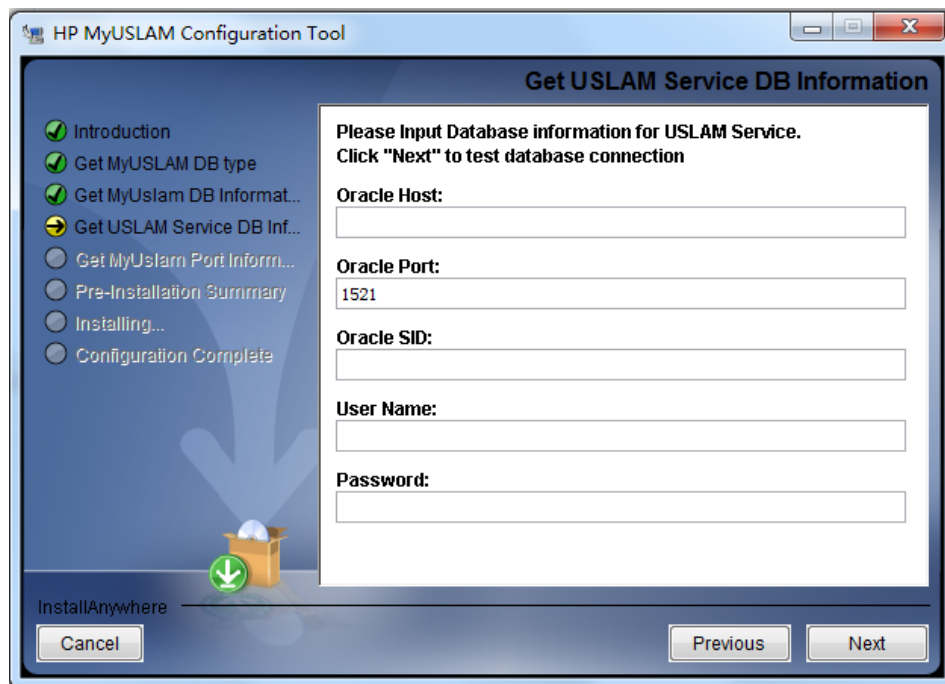 HP MyUSLAM Configuration Tool
Get USLAM Service DB Information
Introduction
Get MyUSLAM DB type
Get MyUslam DB Informat...
Get USLAM Service DB Inf...
Get MyUslam Port Inform...
Pre-Installation Summary
Installing...
Configuration Complete
Please Input Database information for USLAM Service.
Click "Next" to test database connection
Oracle Host:
Oracle Port:
1521
Oracle SID:
User Name:
Password:
InstallAnywhere
Cancel
Previous
Next